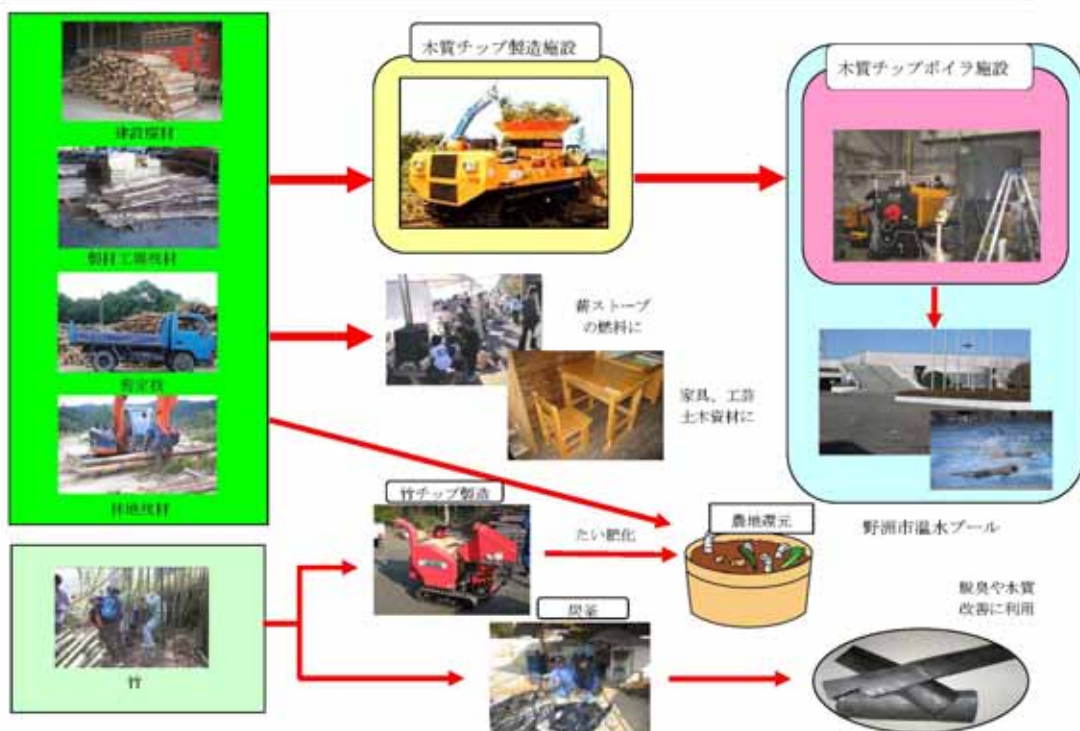 木質チップ製造施設
木質チップボイラ施設
建設廃材
製材工場残材
剪定枝
林地残材
薪ストーブ
の燃料に
家具、工芸
土木資材に
竹チップ製造
たい肥化
農地還元
野洲市温水プール
竹
炭釜
脱臭や水質
改善に利用